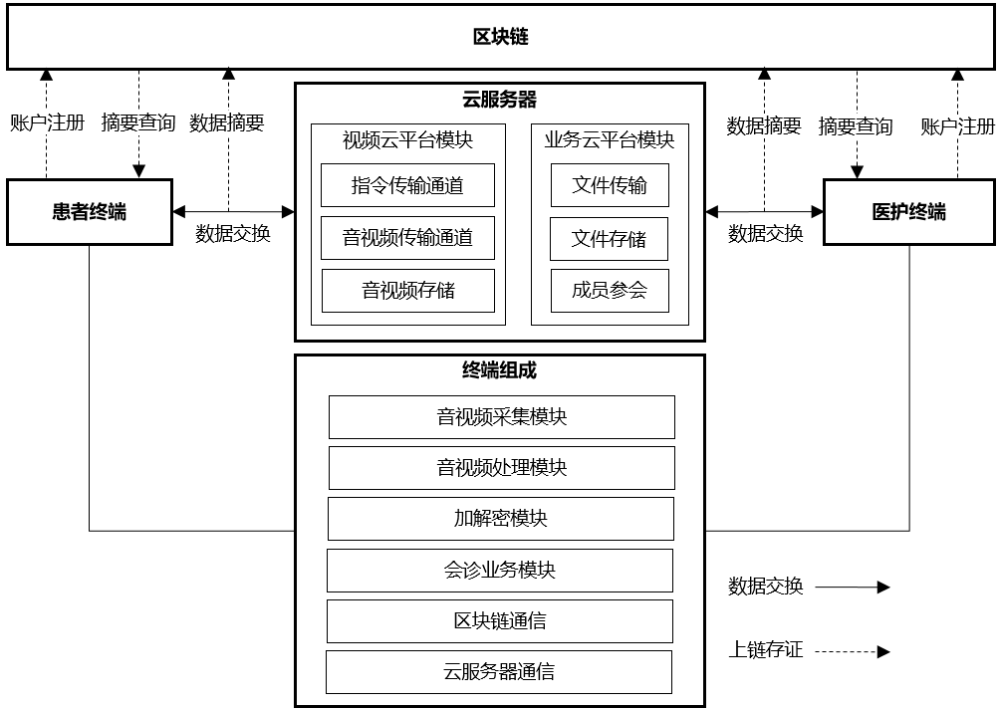 区块链
账户注册
摘要查询
数据摘要
云服务器
数据摘要
摘要查询
账户注册
视频云平台模块
业务云平台模块
指令传输通道
文件传输
患者终端
医护终端
数据交换
数据交换
音视频传输通道
文件存储
音视频存储
成员参会
终端组成
音视频采集模块
音视频处理模块
加解密模块
会诊业务模块
区块链通信
云服务器通信
数据交换
上链存证